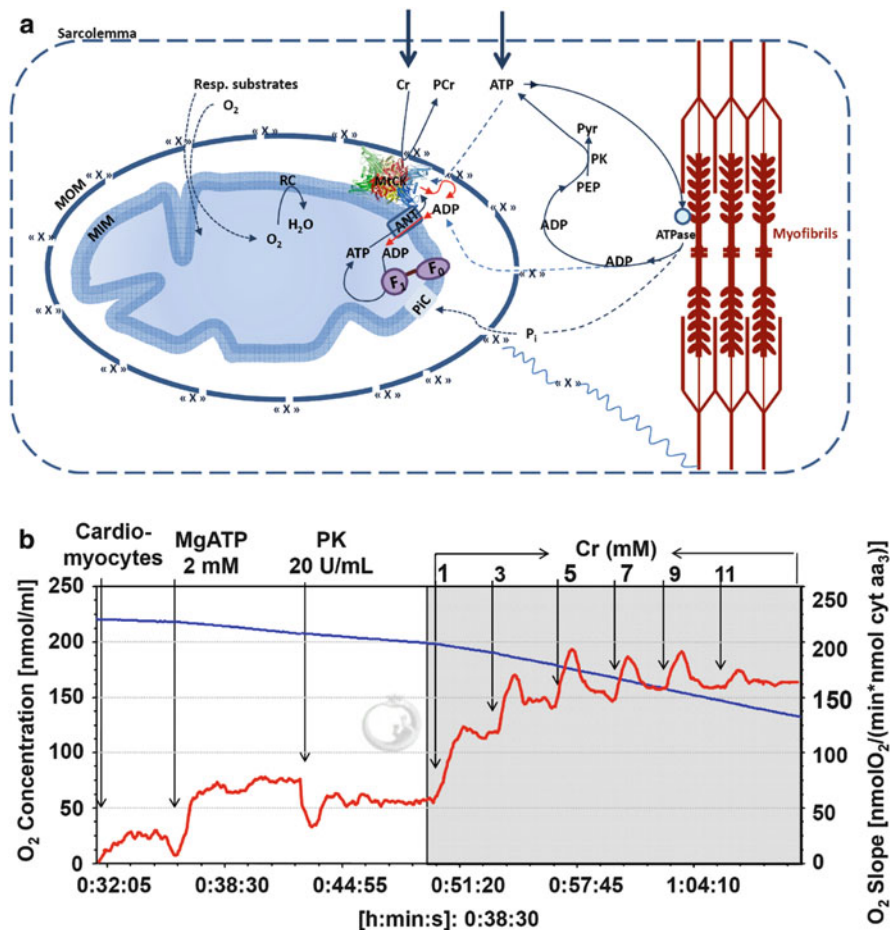 a
Sarcolemma
Resp. substrates
O₂
Cr
PCr
ATP
« X »
« X »
« X »
« X »
« X »
« X »
« X »
« X »
« X »
« X »
« X »
« X »
« X »
MOM
MIM
RC
H₂O
O₂
MtCK
ANT
ADP
ATP
ADP
F₁
F₀
PiC
Pyr
PK
PEP
ADP
ADP
Pᵢ
ATPase
Myofibrils
« X »
b
Cardio-
myocytes
MgATP
2 mM
PK
20 U/mL
Cr (mM)
1 3 5 7 9 11
O₂ Concentration [nmol/ml]
250
200
150
100
50
0
O₂ Slope [nmolO₂/(min*nmol cyt aa₃)]
250
200
150
100
50
0
0:32:05 0:38:30 0:44:55 0:51:20 0:57:45 1:04:10
[h:min:s]: 0:38:30